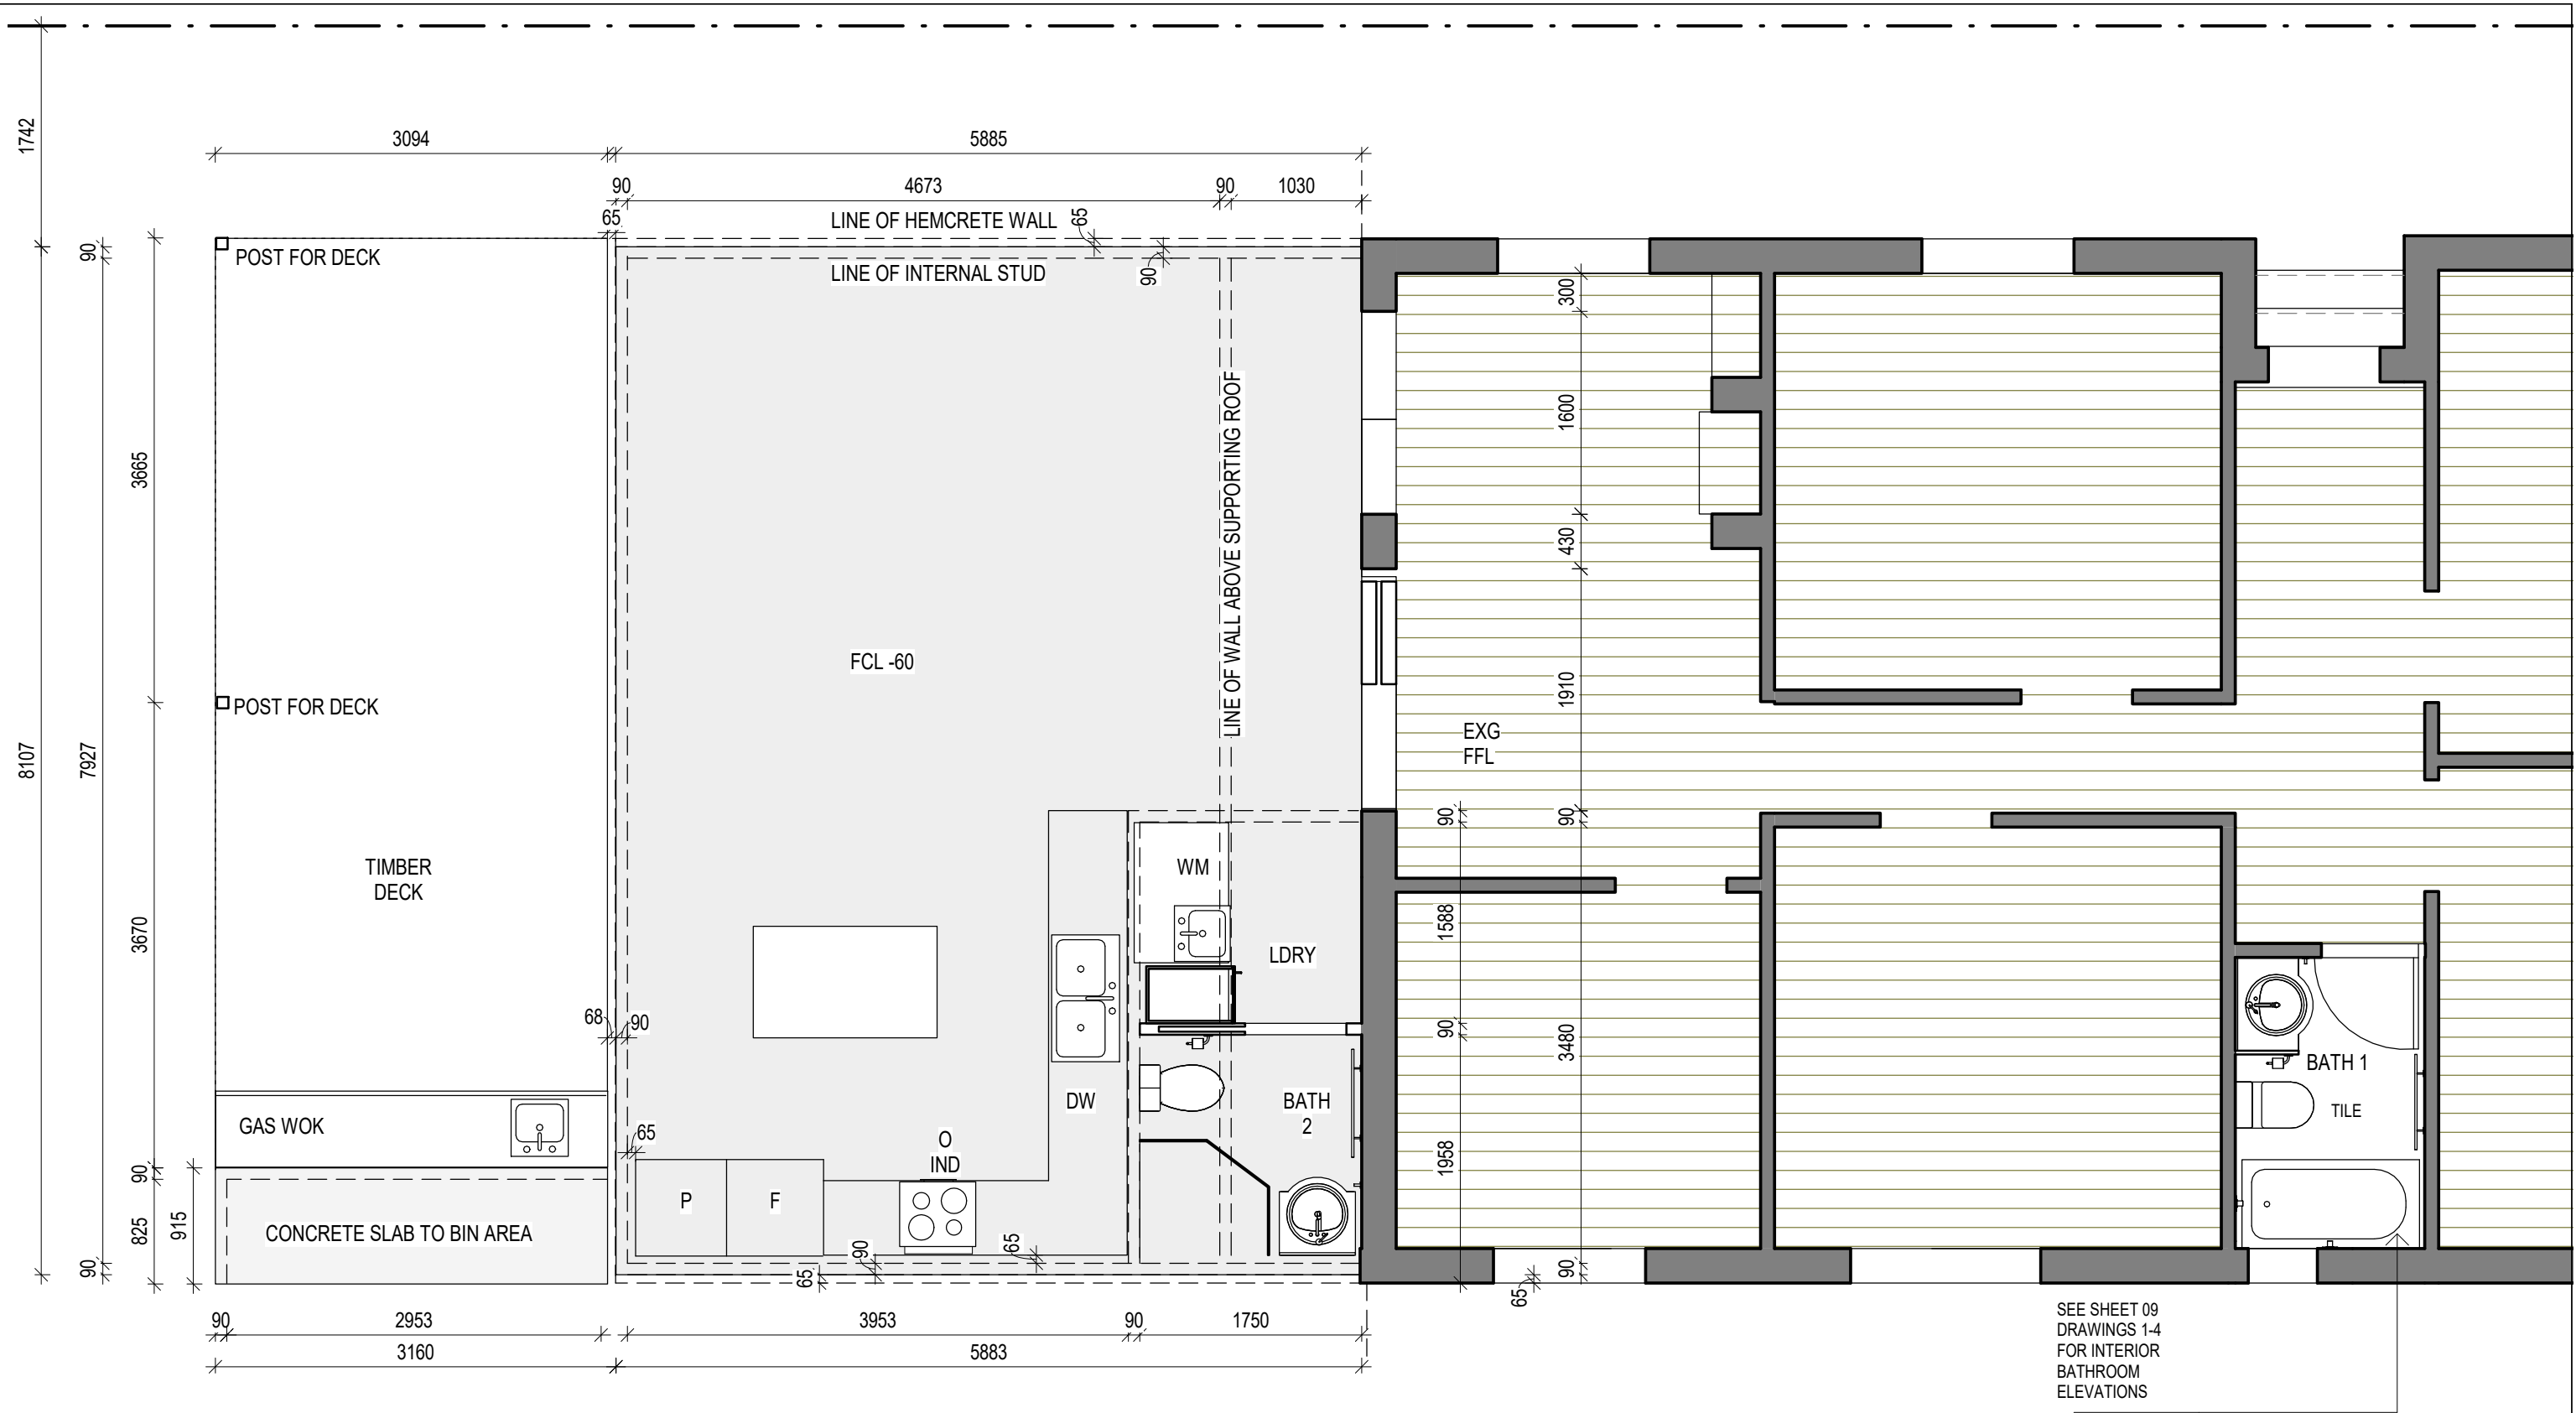 1742
3094
5885
90
4673
90
1030
65
LINE OF HEMCRETE WALL
65
90
POST FOR DECK
LINE OF INTERNAL STUD
90
300
1600
3665
LINE OF WALL ABOVE SUPPORTING ROOF
430
FCL -60
1910
POST FOR DECK
EXG
FFL
8107
7927
90
90
TIMBER
DECK
WM
3670
1588
LDRY
68
90
90
3480
BATH 1
DW
BATH
2
TILE
GAS WOK
65
O
IND
1958
90
P
F
825
915
CONCRETE SLAB TO BIN AREA
90
65
90
65
90
65
SEE SHEET 09
DRAWINGS 1-4
FOR INTERIOR
BATHROOM
ELEVATIONS
90
2953
3953
90
1750
3160
5883